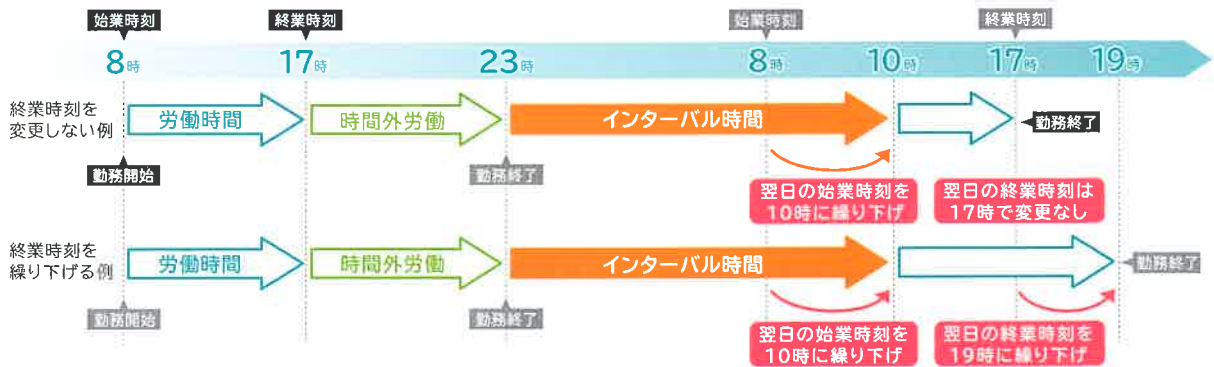 始業時刻 終業時刻 始業時刻 終業時刻
8時 17時 23時 8時 10時 17時 19時
終業時刻を
変更しない例
労働時間 時間外労働 インターバル時間
勤務終了
勤務開始 勤務終了
翌日の始業時刻を
10時に繰り下げ
翌日の終業時刻は
17時で変更なし
終業時刻を
繰り下げる例
労働時間 時間外労働 インターバル時間
勤務終了
勤務開始 勤務終了
翌日の始業時刻を
10時に繰り下げ
翌日の終業時刻を
19時に繰り下げ